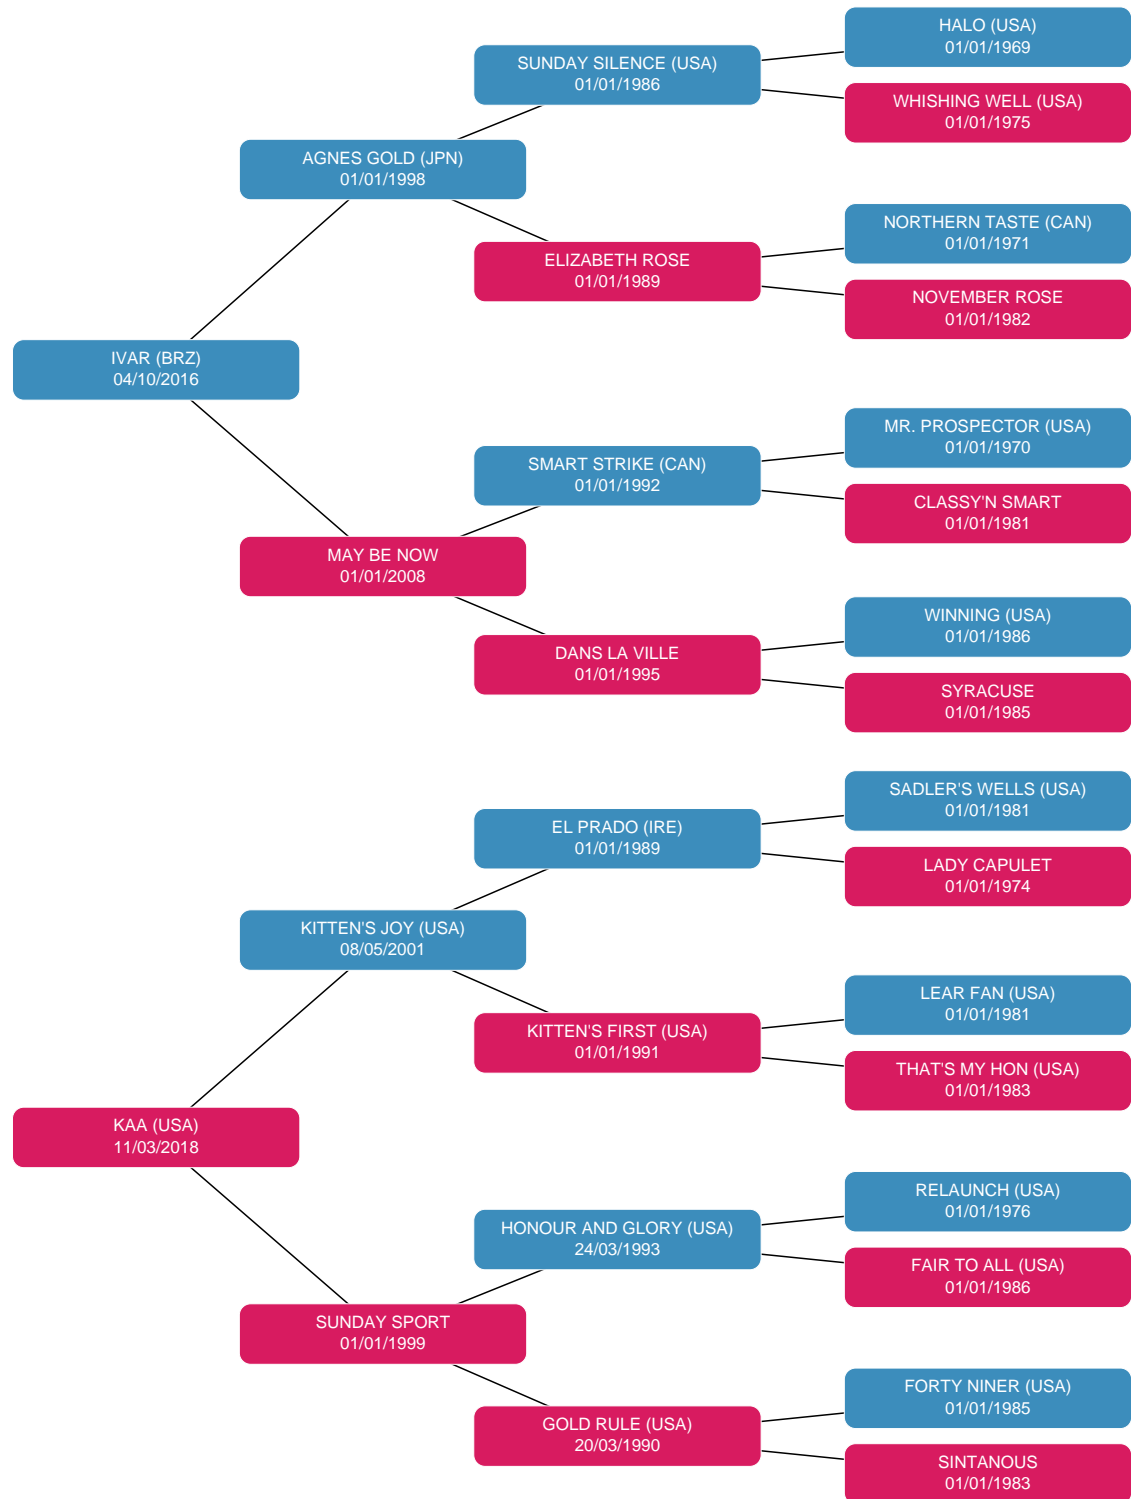 HALO (USA)
01/01/1969
SUNDAY SILENCE (USA)
01/01/1986
WHISHING WELL (USA)
01/01/1975
AGNES GOLD (JPN)
01/01/1998
NORTHERN TASTE (CAN)
01/01/1971
ELIZABETH ROSE
01/01/1989
NOVEMBER ROSE
01/01/1982
IVAR (BRZ)
04/10/2016
MR. PROSPECTOR (USA)
01/01/1970
SMART STRIKE (CAN)
01/01/1992
CLASSY'N SMART
01/01/1981
MAY BE NOW
01/01/2008
WINNING (USA)
01/01/1986
DANS LA VILLE
01/01/1995
SYRACUSE
01/01/1985
SADLER'S WELLS (USA)
01/01/1981
EL PRADO (IRE)
01/01/1989
LADY CAPULET
01/01/1974
KITTEN'S JOY (USA)
08/05/2001
LEAR FAN (USA)
01/01/1981
KITTEN'S FIRST (USA)
01/01/1991
THAT'S MY HON (USA)
01/01/1983
KAA (USA)
11/03/2018
RELAUNCH (USA)
01/01/1976
HONOUR AND GLORY (USA)
24/03/1993
FAIR TO ALL (USA)
01/01/1986
SUNDAY SPORT
01/01/1999
FORTY NINER (USA)
01/01/1985
GOLD RULE (USA)
20/03/1990
SINTANOUS
01/01/1983